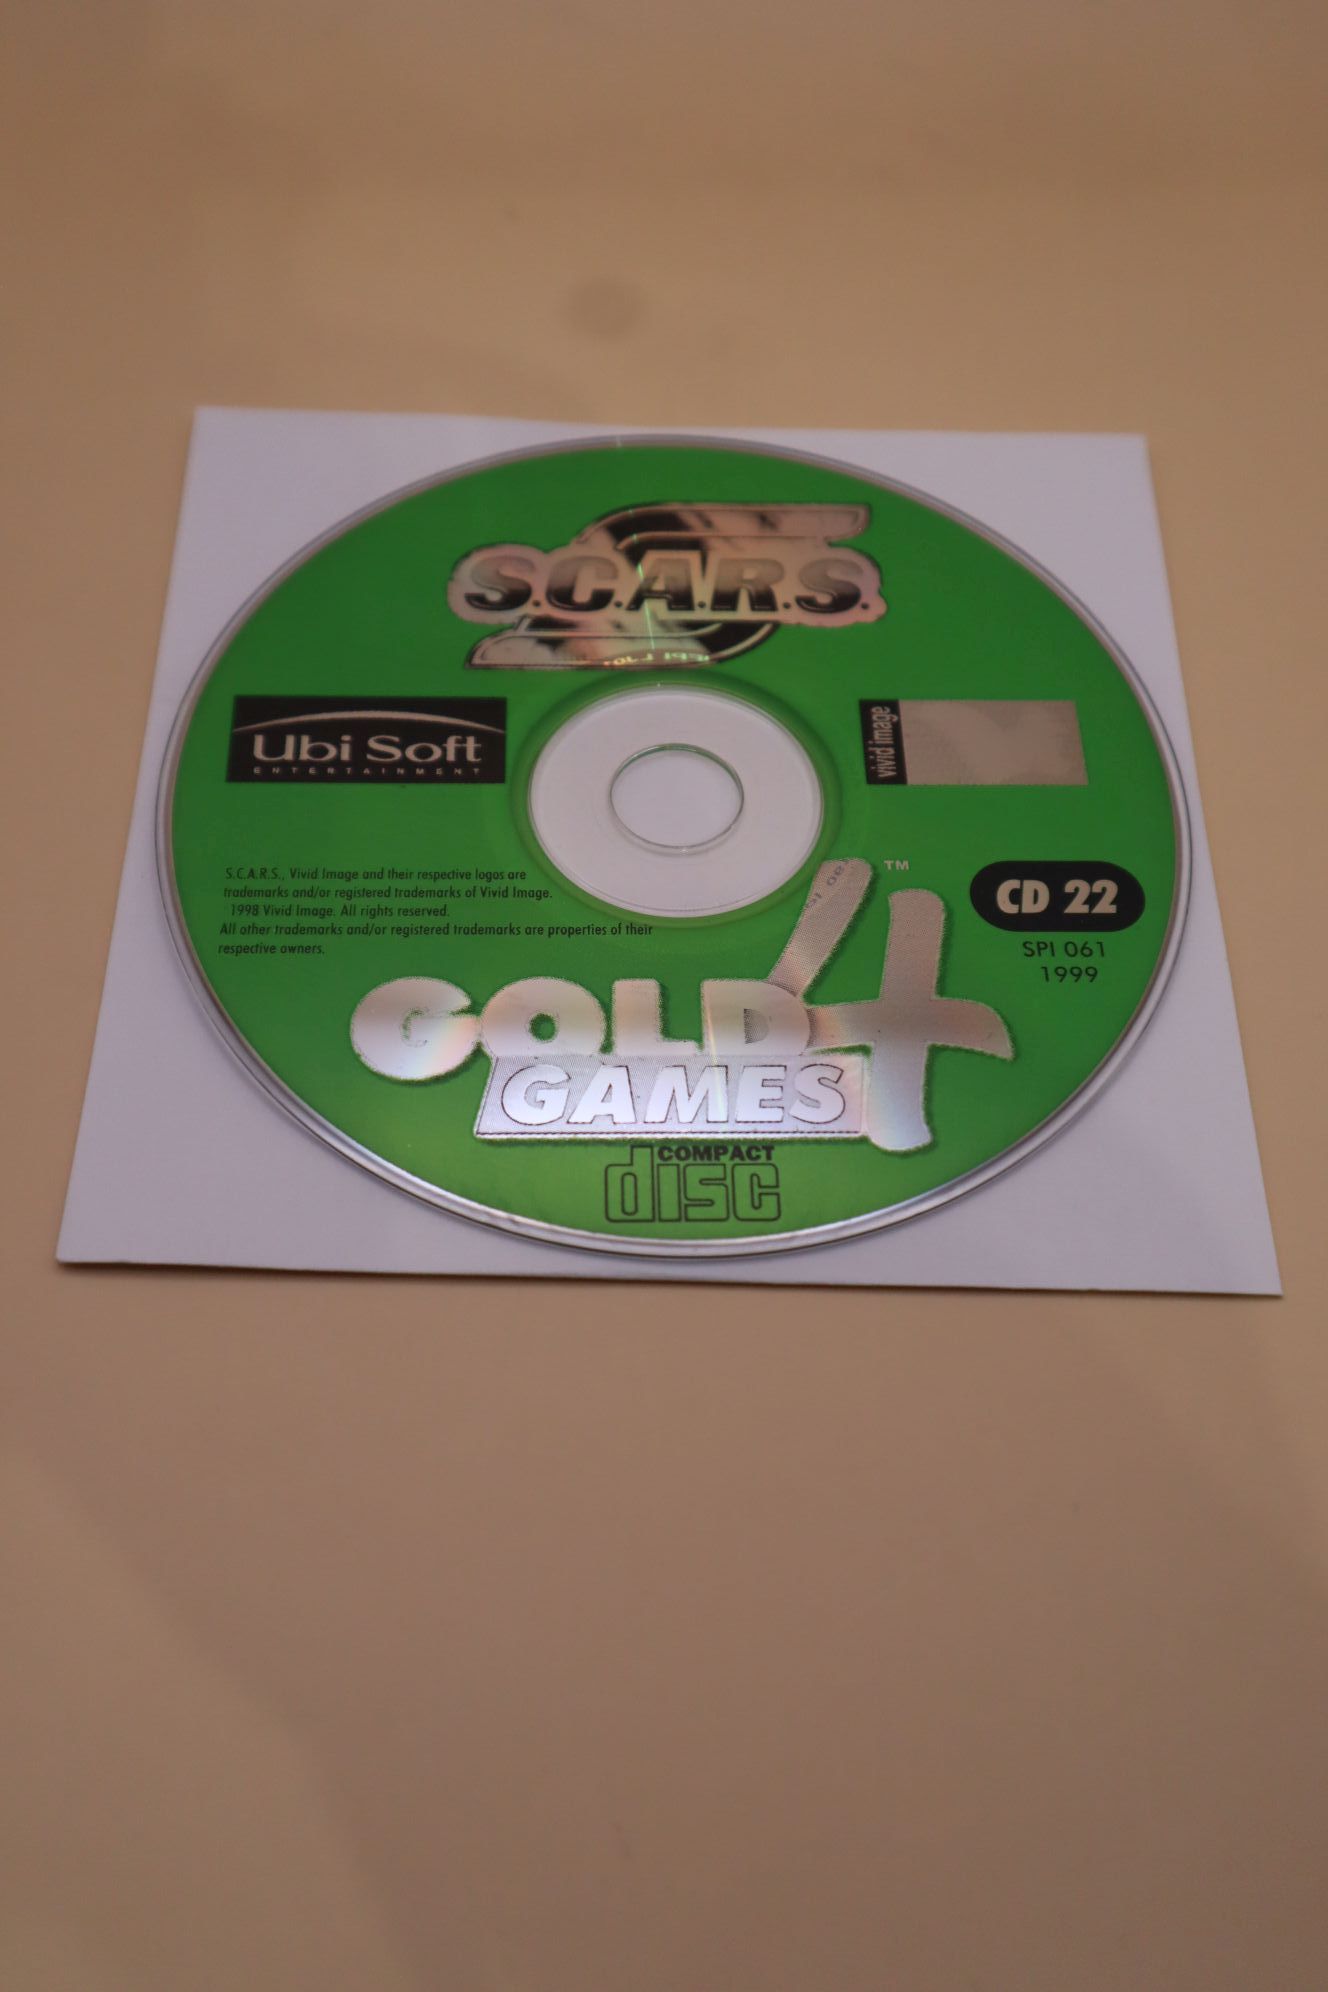 S.C.A.R.S.
Ubi Soft
ENTERTAINMENT
vivid image
S.C.A.R.S., Vivid Image and their respective logos are
trademarks and/or registered trademarks of Vivid Image.
1998 Vivid Image. All rights reserved.
All other trademarks and/or registered trademarks are properties of their
respective owners.
CD 22
SPI 061
1999
GOLD 4 ™
GAMES
COMPACT
disc